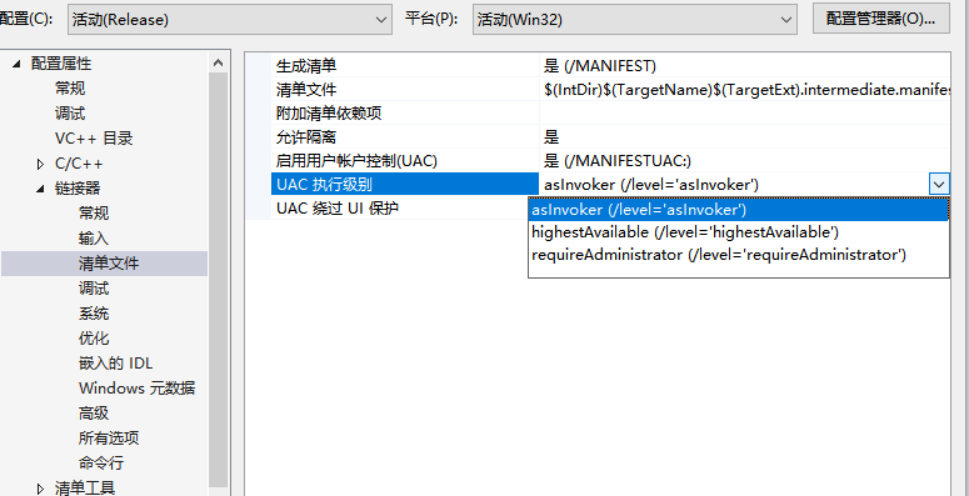 配置(C): 活动(Release) 平台(P): 活动(Win32) 配置管理器(O)...
配置属性
常规
调试
VC++ 目录
C/C++
链接器
常规
输入
清单文件
调试
系统
优化
嵌入的 IDL
Windows 元数据
高级
所有选项
命令行
清单工具
生成清单 是 (/MANIFEST)
清单文件 $(IntDir)$(TargetName)$(TargetExt).intermediate.manifes
附加清单依赖项
允许隔离 是
启用用户帐户控制(UAC) 是 (/MANIFESTUAC:)
UAC 执行级别 asInvoker (/level='asInvoker')
UAC 绕过 UI 保护
asInvoker (/level='asInvoker')
highestAvailable (/level='highestAvailable')
requireAdministrator (/level='requireAdministrator')